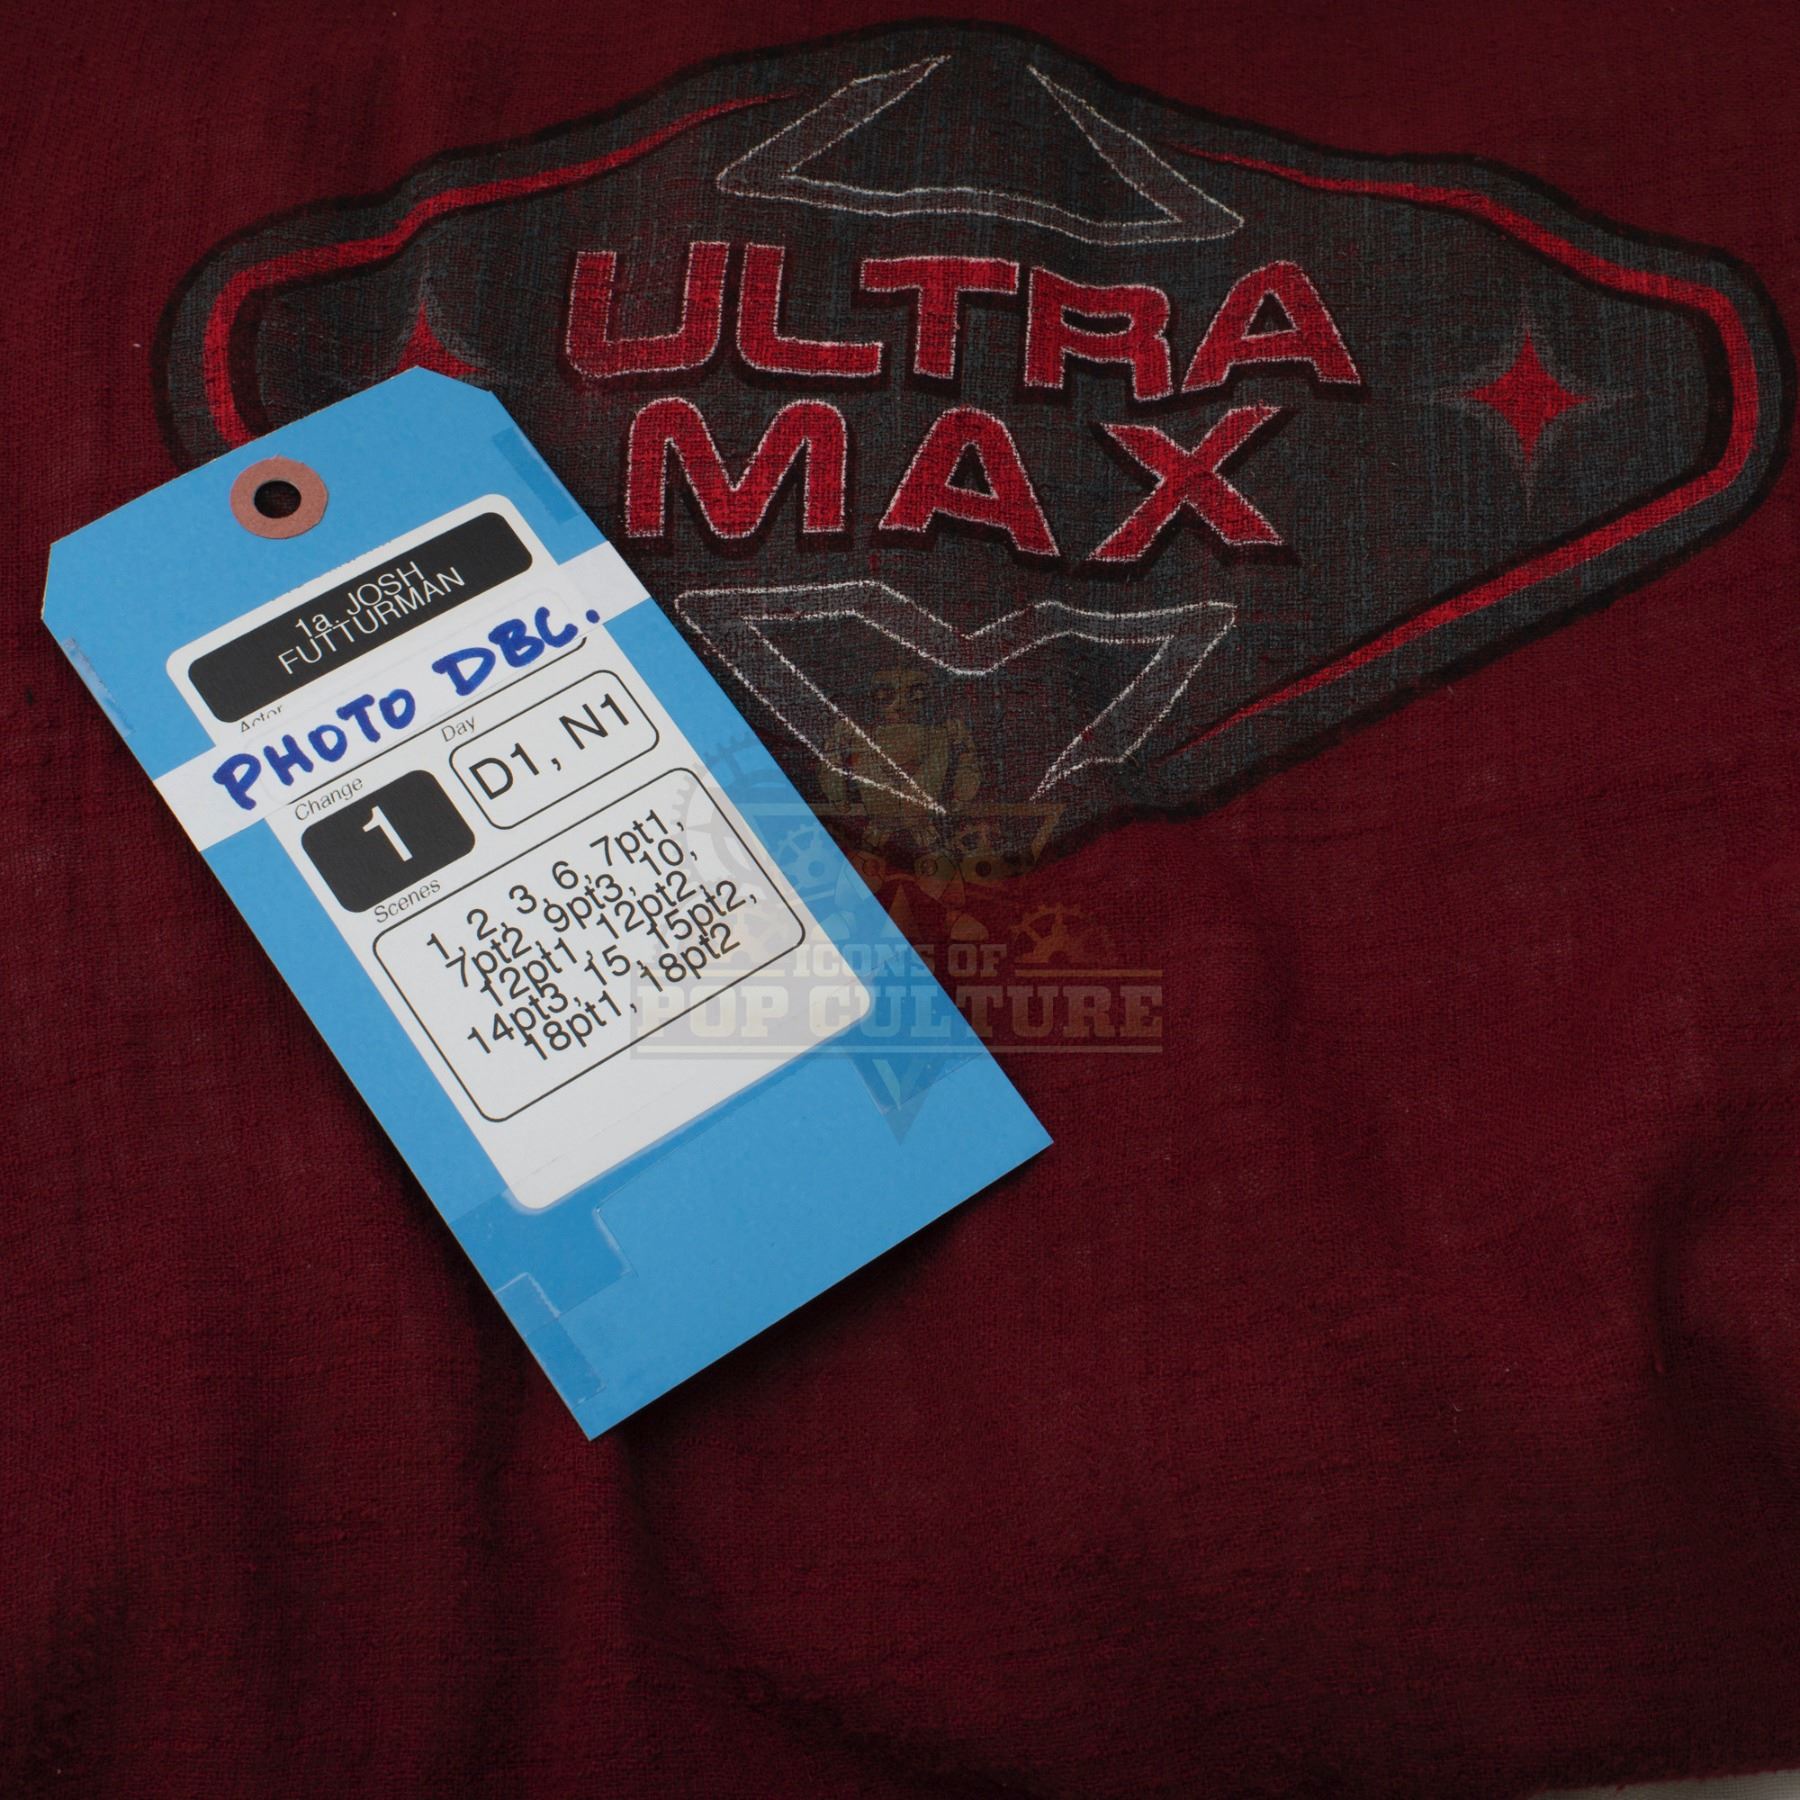 ULTRA
MAX
1a. JOSH
FUTTURMAN
Actor
PHOTO DBC.
Change
Day
1
D1, N1
Scenes
1, 2, 3, 6, 7pt1,
7pt2, 9pt3, 10,
12pt1, 12pt2,
14pt3, 15, 15pt2,
18pt1, 18pt2
ICONS OF
POP CULTURE